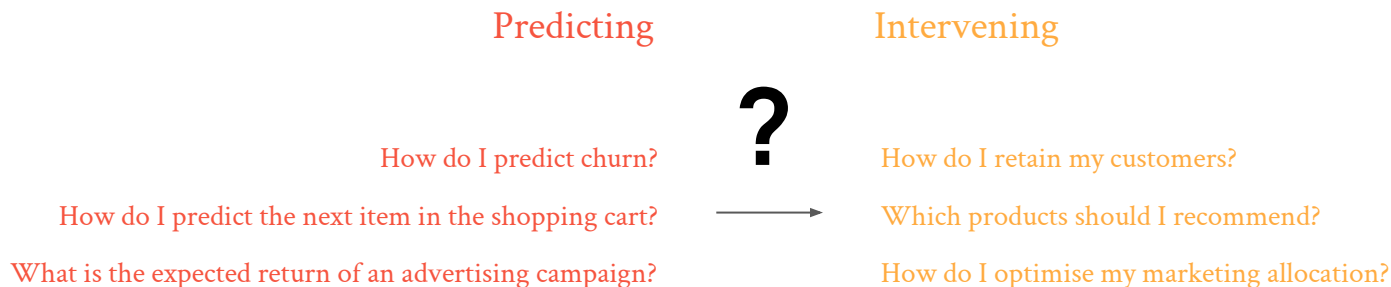 Predicting
Intervening
?
How do I predict churn?
How do I retain my customers?
How do I predict the next item in the shopping cart?
Which products should I recommend?
What is the expected return of an advertising campaign?
How do I optimise my marketing allocation?